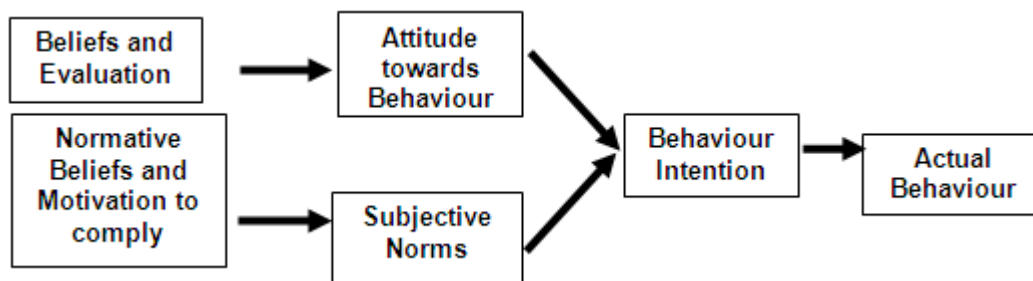 Beliefs and
Evaluation
Attitude
towards
Behaviour
Normative
Beliefs and
Motivation to
comply
Subjective
Norms
Behaviour
Intention
Actual
Behaviour